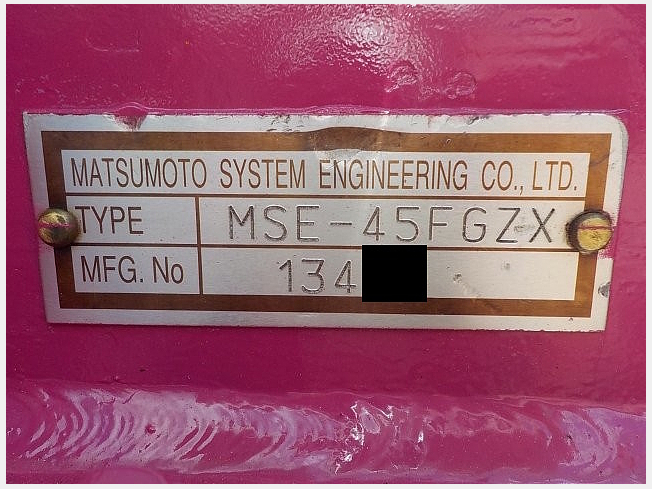 MATSUMOTO SYSTEM ENGINEERING CO., LTD.
TYPE MSE-45FGZX
MFG. No 134